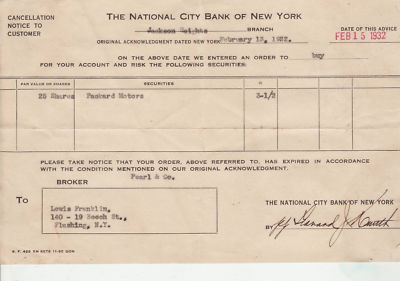 CANCELLATION
NOTICE TO
CUSTOMER
THE NATIONAL CITY BANK OF NEW YORK
Jackson Heights BRANCH
DATE OF THIS ADVICE
FEB 15 1932
ORIGINAL ACKNOWLEDGMENT DATED NEW YORK February 13, 1932.
ON THE ABOVE DATE WE ENTERED AN ORDER TO buy
FOR YOUR ACCOUNT AND RISK THE FOLLOWING SECURITIES:
PAR VALUE OR SHARES SECURITIES
25 Shares Packard Motors 3-1/2
PLEASE TAKE NOTICE THAT YOUR ORDER, ABOVE REFERRED TO, HAS EXPIRED IN ACCORDANCE
WITH THE CONDITION MENTIONED ON OUR ORIGINAL ACKNOWLEDGMENT.
BROKER Pearl & Co.
TO
Lewis Franklin,
140 - 19 Beech St.,
Flushing, N.Y.
THE NATIONAL CITY BANK OF NEW YORK
BY